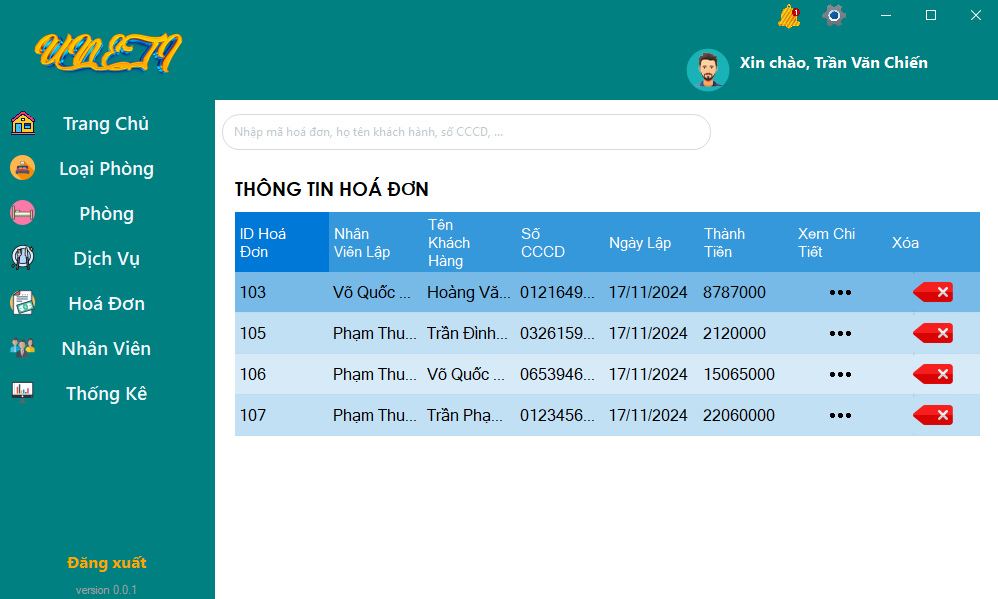 UNETI
1
Xin chào, Trần Văn Chiến
Trang Chủ
Loại Phòng
Phòng
Dịch Vụ
Hoá Đơn
Nhân Viên
Thống Kê
Đăng xuất
version 0.0.1
Nhập mã hoá đơn, họ tên khách hành, số CCCD, ...
THÔNG TIN HOÁ ĐƠN
ID Hoá Đơn Nhân Viên Lập Tên Khách Hàng Số CCCD Ngày Lập Thành Tiền Xem Chi Tiết Xóa
103 Võ Quốc ... Hoàng Vă... 0121649... 17/11/2024 8787000 •••
105 Phạm Thu... Trần Đình... 0326159... 17/11/2024 2120000 •••
106 Phạm Thu... Võ Quốc ... 0653946... 17/11/2024 15065000 •••
107 Phạm Thu... Trần Phạ... 0123456... 17/11/2024 22060000 •••